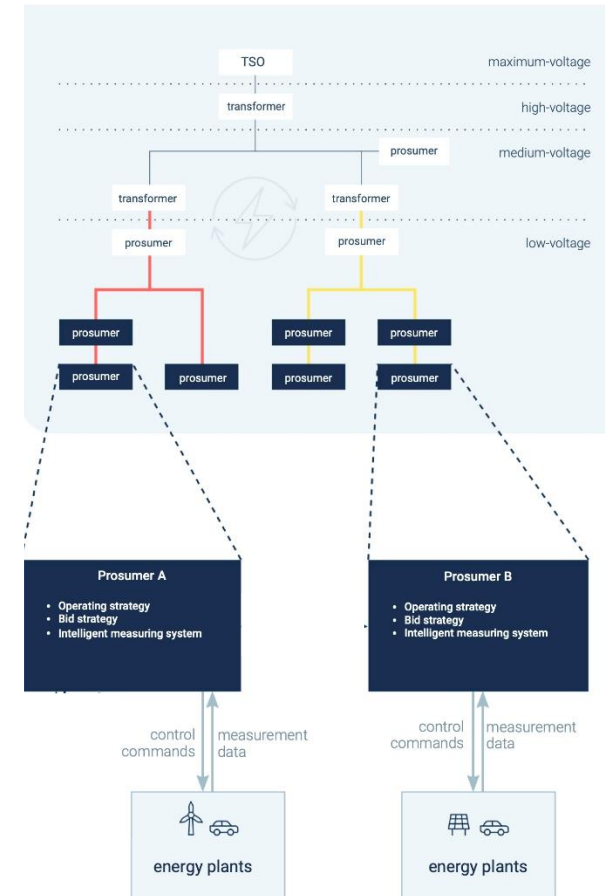 TSO
maximum-voltage
transformer
high-voltage
prosumer
medium-voltage
transformer
transformer
prosumer
prosumer
low-voltage
prosumer
prosumer
prosumer
prosumer
prosumer
prosumer
prosumer
Prosumer A
• Operating strategy
• Bid strategy
• Intelligent measuring system
Prosumer B
• Operating strategy
• Bid strategy
• Intelligent measuring system
control
commands
measurement
data
control
commands
measurement
data
energy plants
energy plants